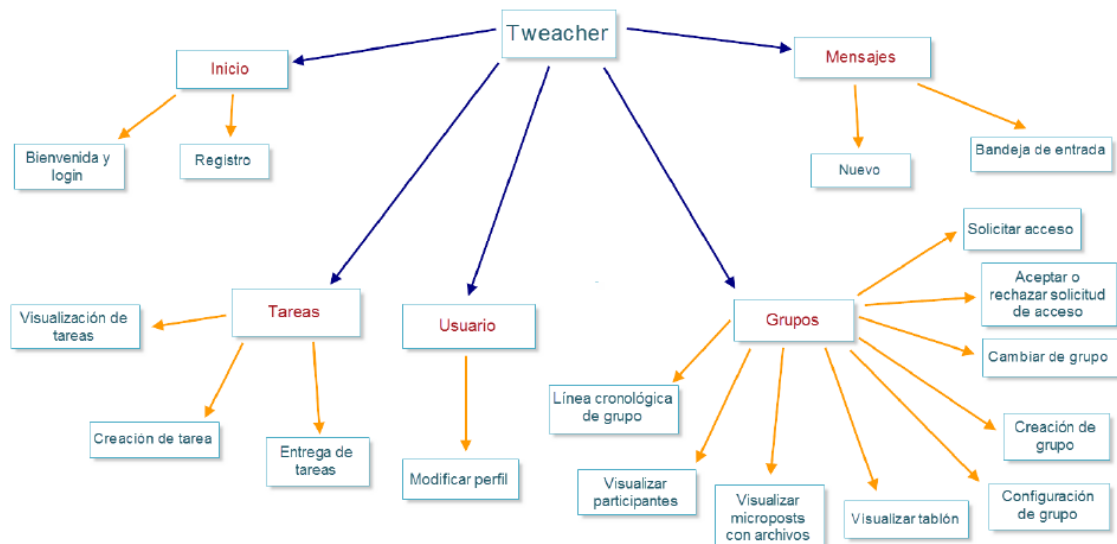 Tweacher
Inicio
Mensajes
Bienvenida y
login
Registro
Nuevo
Bandeja de entrada
Solicitar acceso
Aceptar o
rechazar solicitud
de acceso
Visualización de
tareas
Tareas
Usuario
Grupos
Cambiar de grupo
Línea cronológica
de grupo
Creación de tarea
Entrega de
tareas
Modificar perfil
Visualizar
participantes
Visualizar
microposts
con archivos
Visualizar tablón
Creación de
grupo
Configuración
de grupo